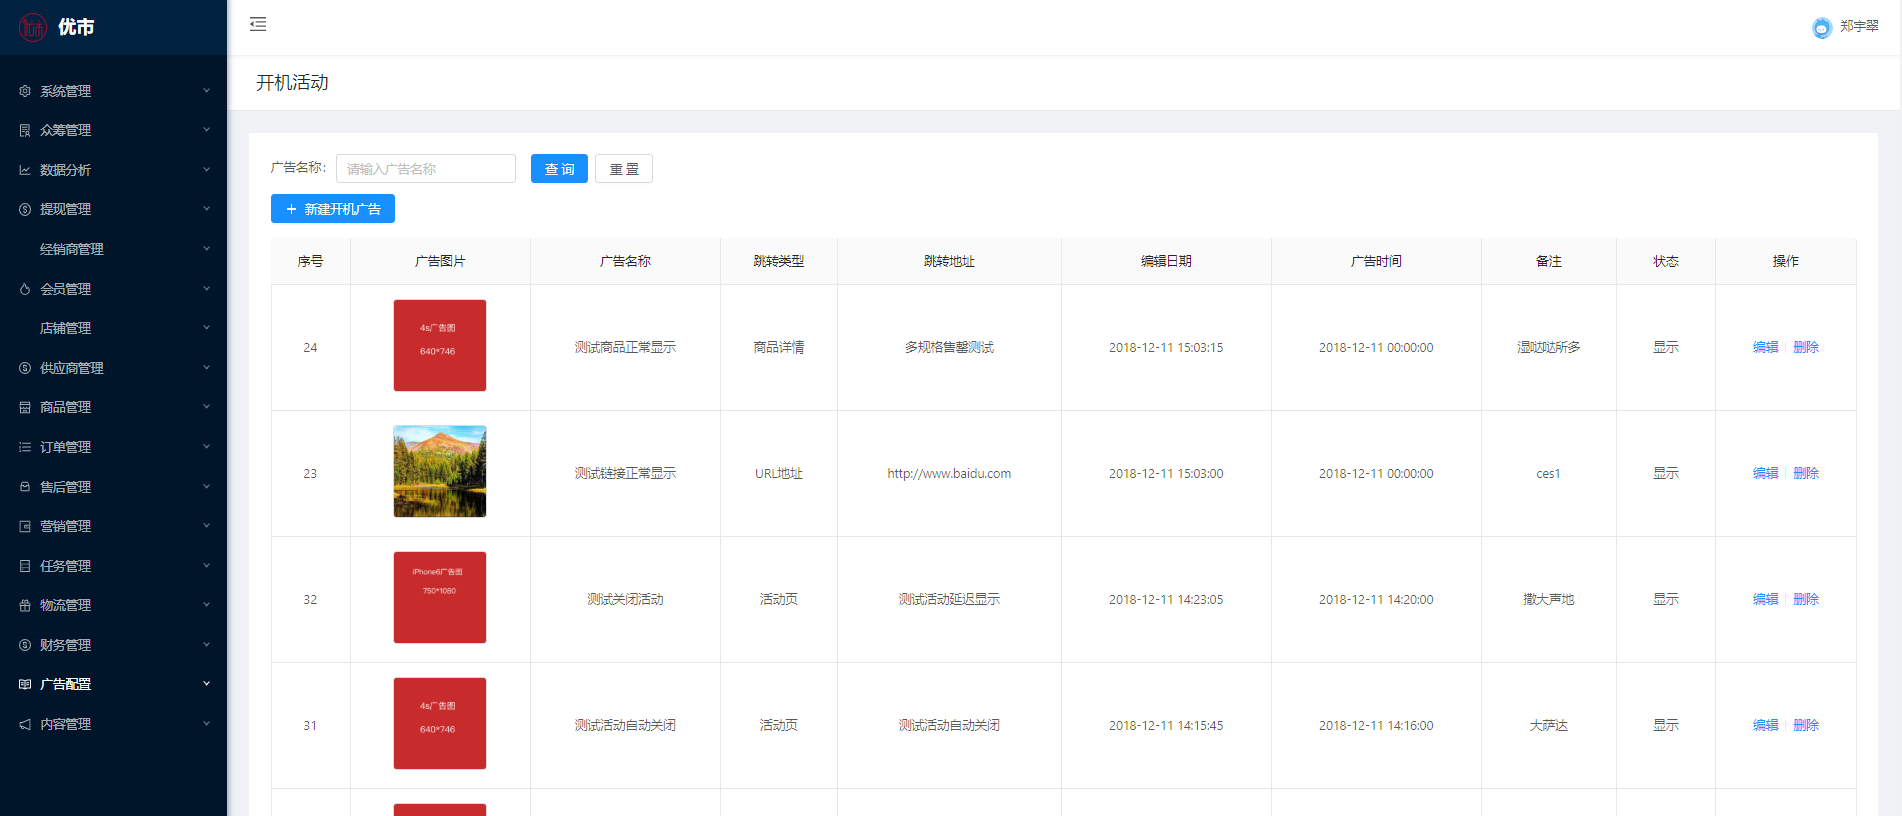 优市
郑宇翠
开机活动
系统管理
众筹管理
数据分析
提现管理
经销商管理
会员管理
店铺管理
供应商管理
商品管理
订单管理
售后管理
营销管理
任务管理
物流管理
财务管理
广告配置
内容管理
广告名称: 请输入广告名称 查 询 重 置
+ 新建开机广告
序号 广告图片 广告名称 跳转类型 跳转地址 编辑日期 广告时间 备注 状态 操作
4s广告图
640*746
24 测试商品正常显示 商品详情 多规格售罄测试 2018-12-11 15:03:15 2018-12-11 00:00:00 湿哒哒所多 显示 编辑 删除
23 测试链接正常显示 URL地址 http://www.baidu.com 2018-12-11 15:03:00 2018-12-11 00:00:00 ces1 显示 编辑 删除
iPhone6广告图
750*1080
32 测试关闭活动 活动页 测试活动延迟显示 2018-12-11 14:23:05 2018-12-11 14:20:00 撒大声地 显示 编辑 删除
4s广告图
640*746
31 测试活动自动关闭 活动页 测试活动自动关闭 2018-12-11 14:15:45 2018-12-11 14:16:00 大萨达 显示 编辑 删除